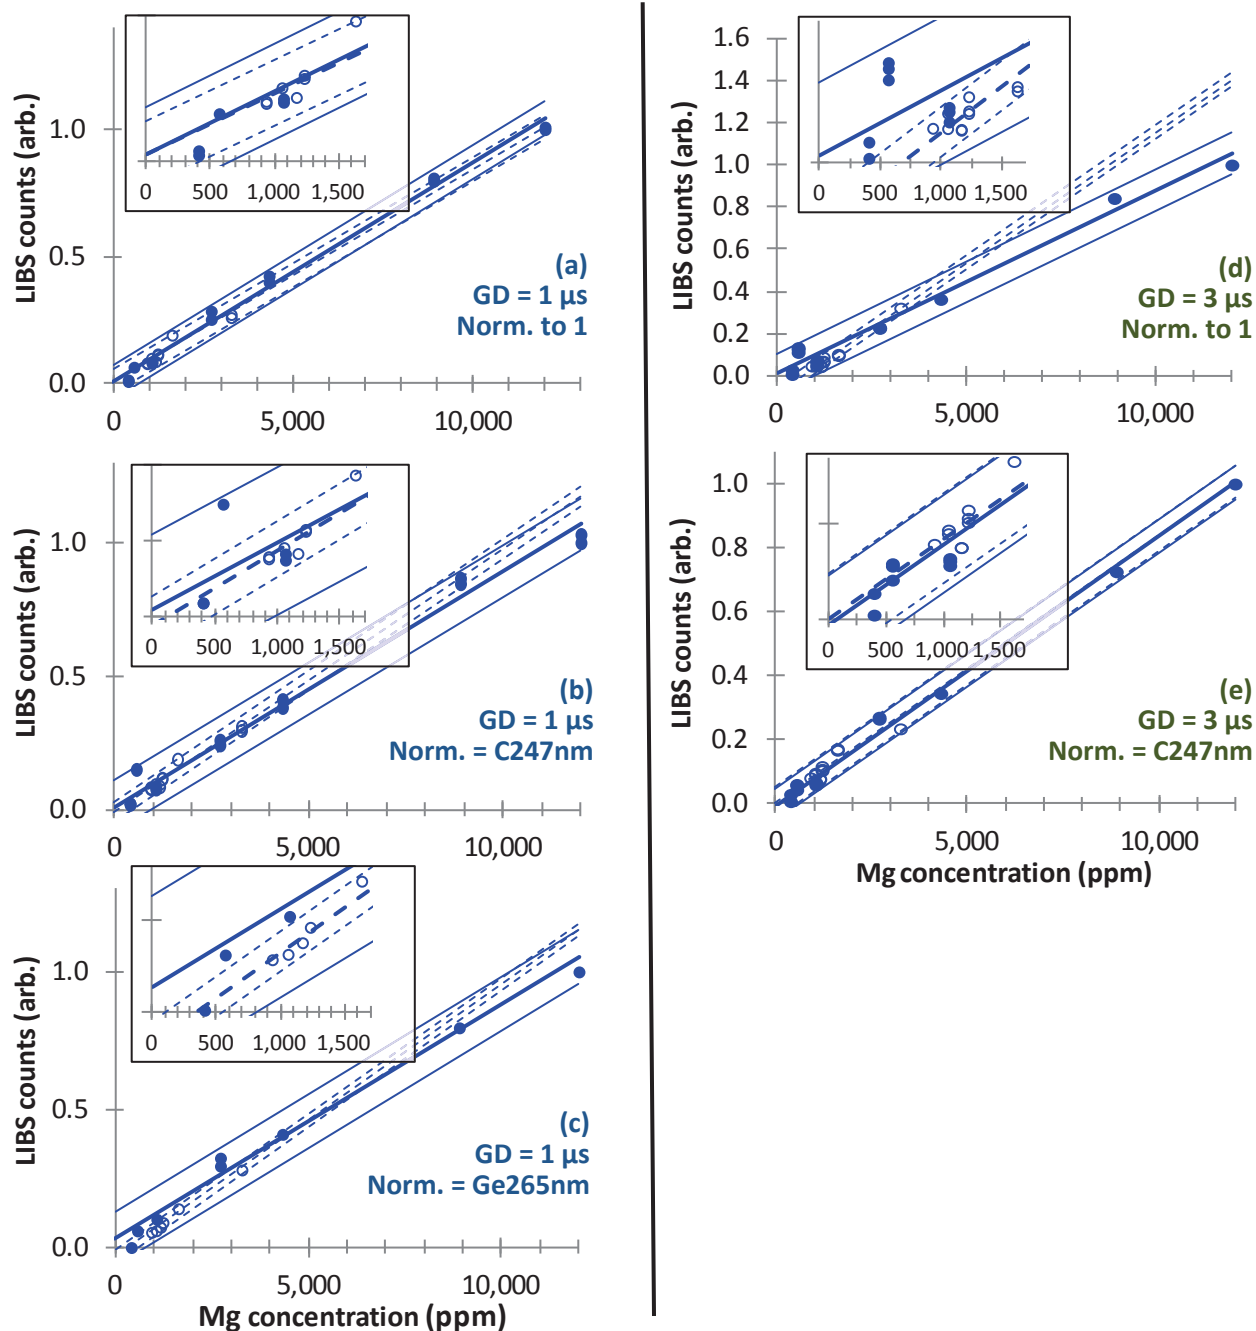 LIBS counts (arb.)
1.0
0.5
0.0
0 500 1,000 1,500
(a)
GD = 1 µs
Norm. to 1
0 5,000 10,000
LIBS counts (arb.)
1.0
0.5
0.0
0 500 1,000 1,500
(b)
GD = 1 µs
Norm. = C247nm
0 5,000 10,000
LIBS counts (arb.)
1.0
0.5
0.0
0 500 1,000 1,500
(c)
GD = 1 µs
Norm. = Ge265nm
0 5,000 10,000
Mg concentration (ppm)
LIBS counts (arb.)
1.6
1.4
1.2
1.0
0.8
0.6
0.4
0.2
0.0
0 500 1,000 1,500
(d)
GD = 3 µs
Norm. to 1
0 5,000 10,000
LIBS counts (arb.)
1.0
0.8
0.6
0.4
0.2
0.0
0 500 1,000 1,500
(e)
GD = 3 µs
Norm. = C247nm
0 5,000 10,000
Mg concentration (ppm)